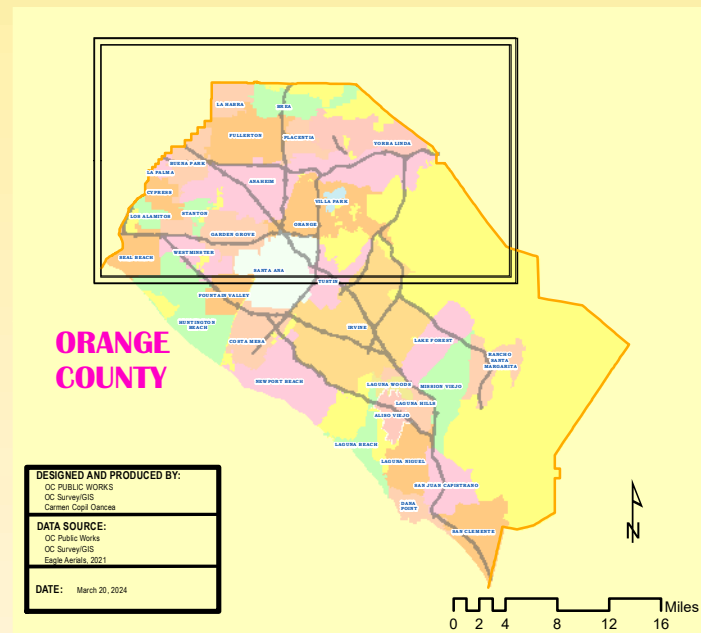 LA HABRA
BREA
FULLERTON
PLACENTIA
YORBA LINDA
BUENA PARK
LA PALMA
ANAHEIM
CYPRESS
VILLA PARK
STANTON
LOS ALAMITOS
ORANGE
GARDEN GROVE
WESTMINSTER
SEAL BEACH
SANTA ANA
TUSTIN
FOUNTAIN VALLEY
HUNTINGTON
BEACH
IRVINE
COSTA MESA
LAKE FOREST
RANCHO
SANTA
MARGARITA
ORANGE
COUNTY
NEWPORT BEACH
LAGUNA WOODS
MISSION VIEJO
LAGUNA HILLS
ALISO VIEJO
LAGUNA BEACH
LAGUNA NIGUEL
SAN JUAN CAPISTRANO
DANA
POINT
SAN CLEMENTE
DESIGNED AND PRODUCED BY:
OC PUBLIC WORKS
OC Survey/GIS
Carmen Copil Oancea
DATA SOURCE:
OC Public Works
OC Survey/GIS
Eagle Aerials, 2021
DATE: March 20, 2024
N
Miles
0 2 4 8 12 16